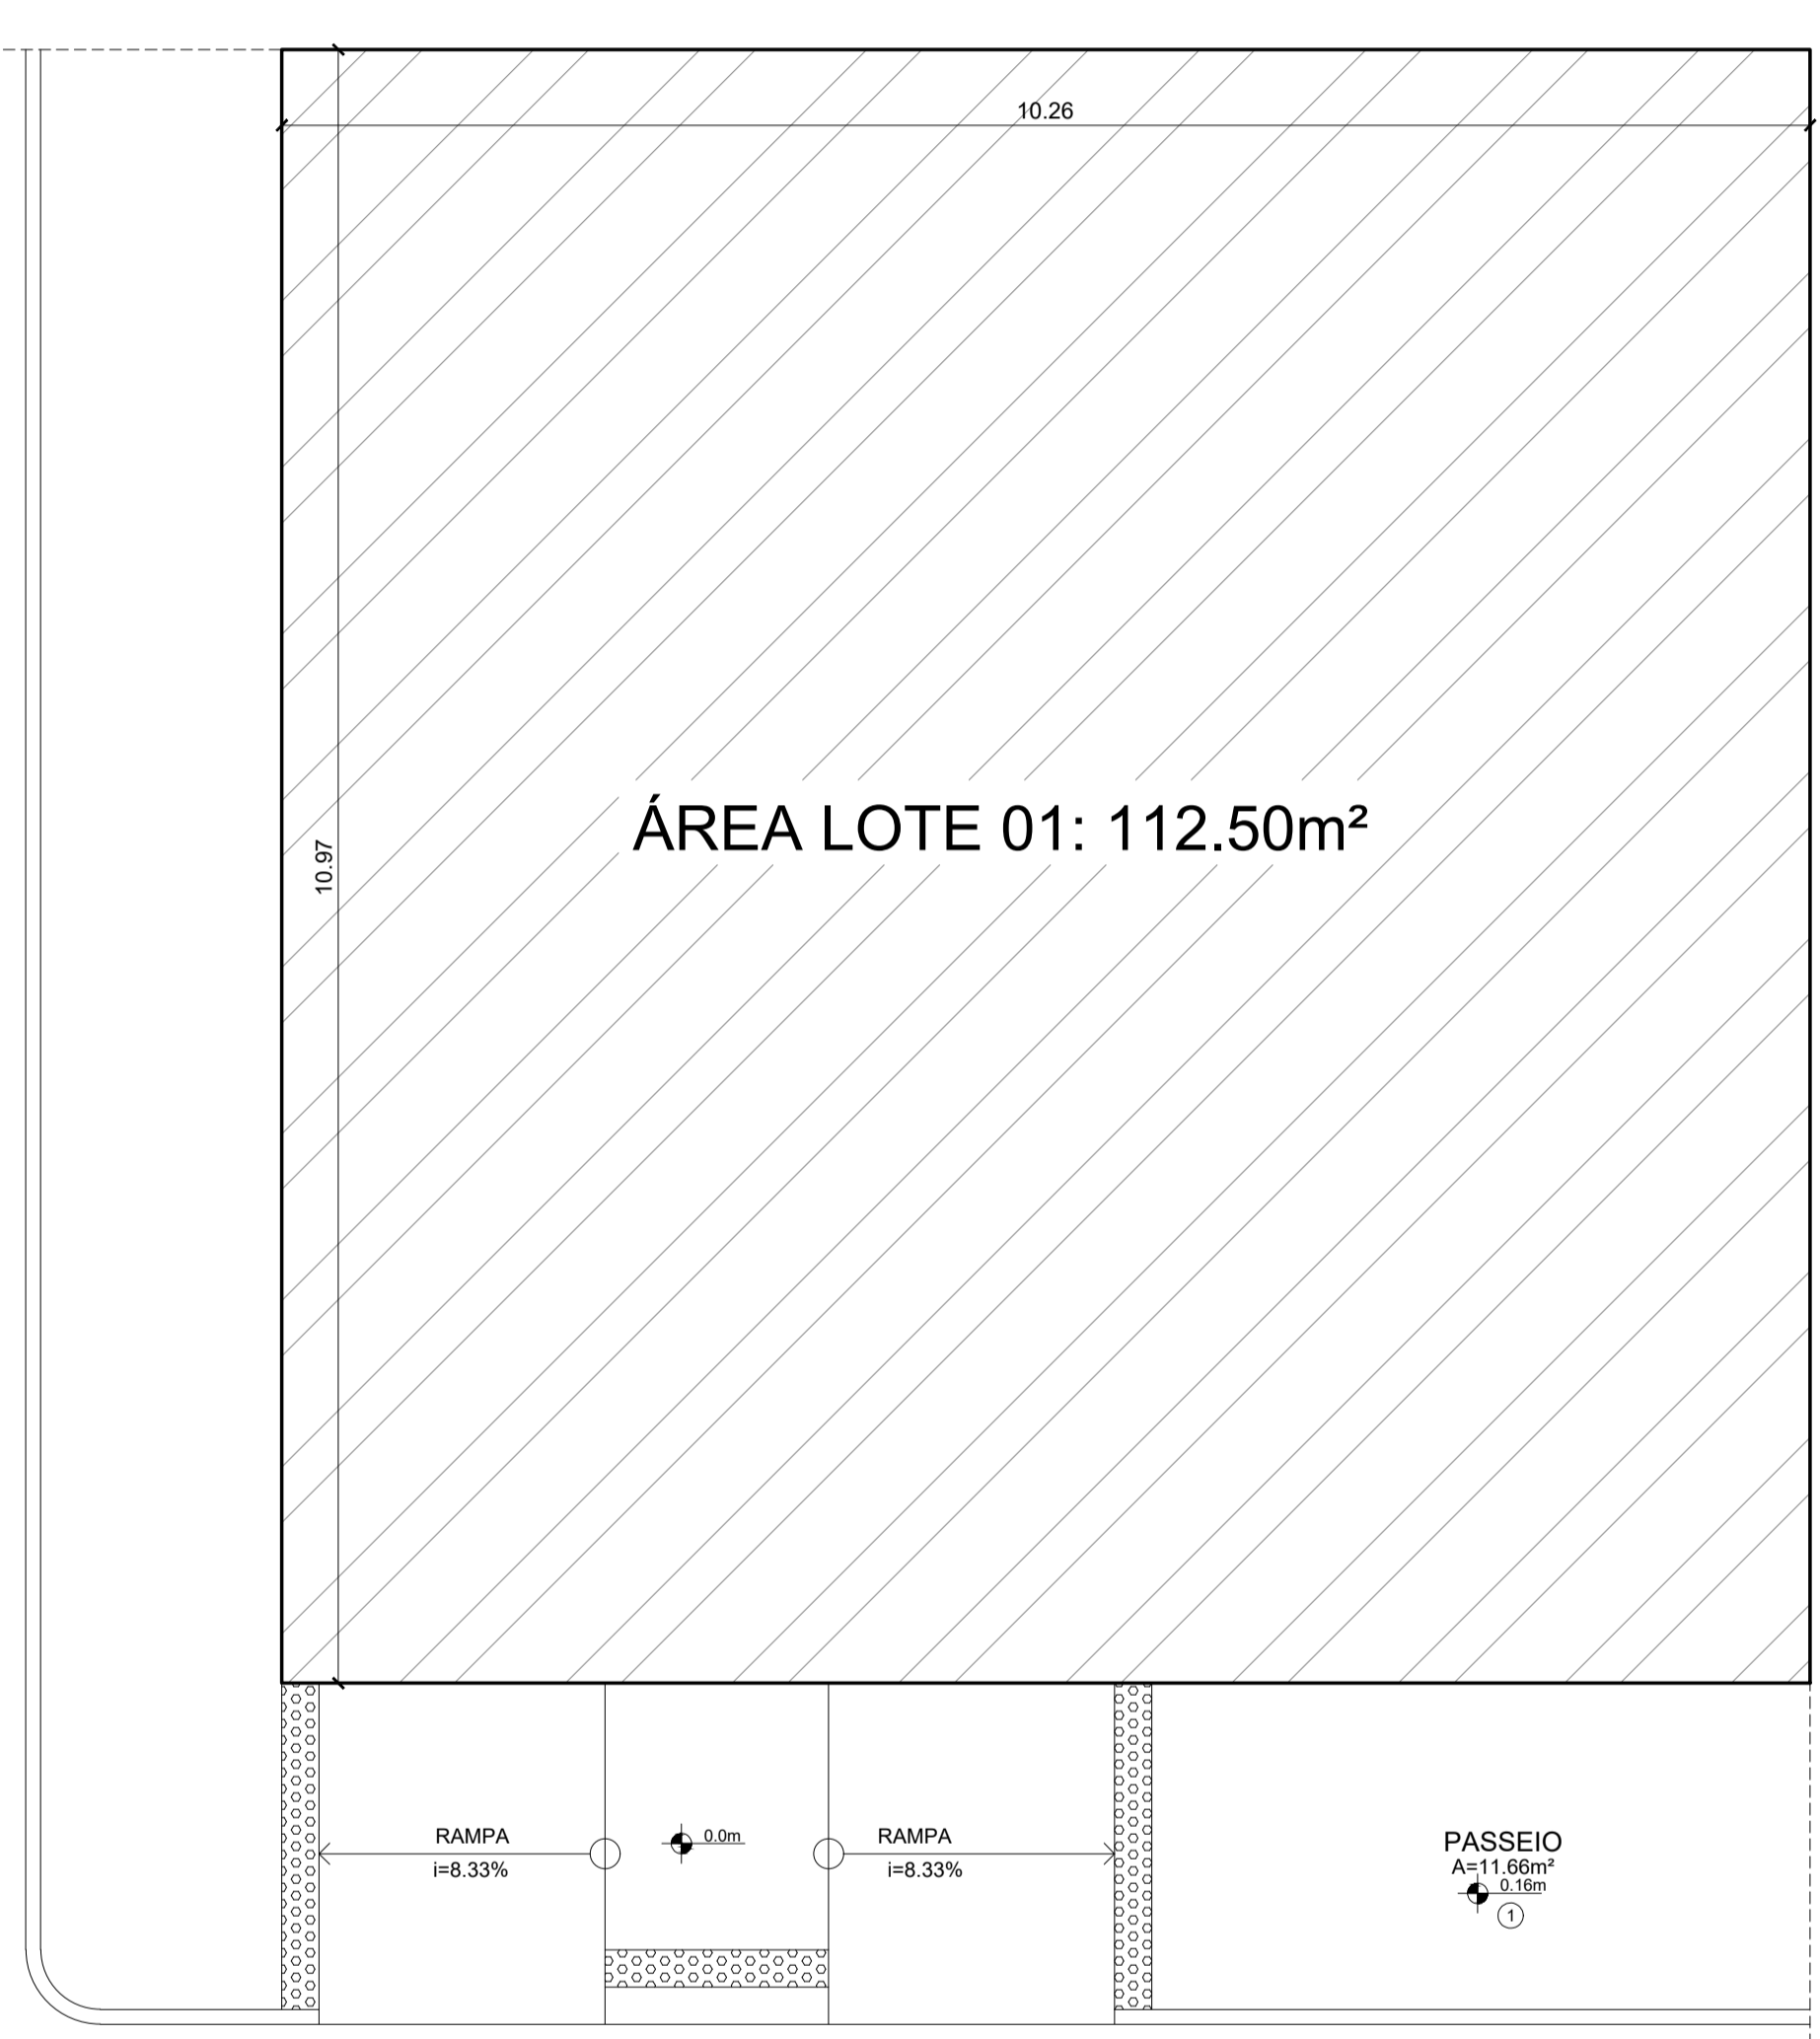 10.26
ÁREA LOTE 01: 112.50m²
10.97
RAMPA
i=8.33%
0.0m
RAMPA
i=8.33%
PASSEIO
A=11.66m²
0.16m
1